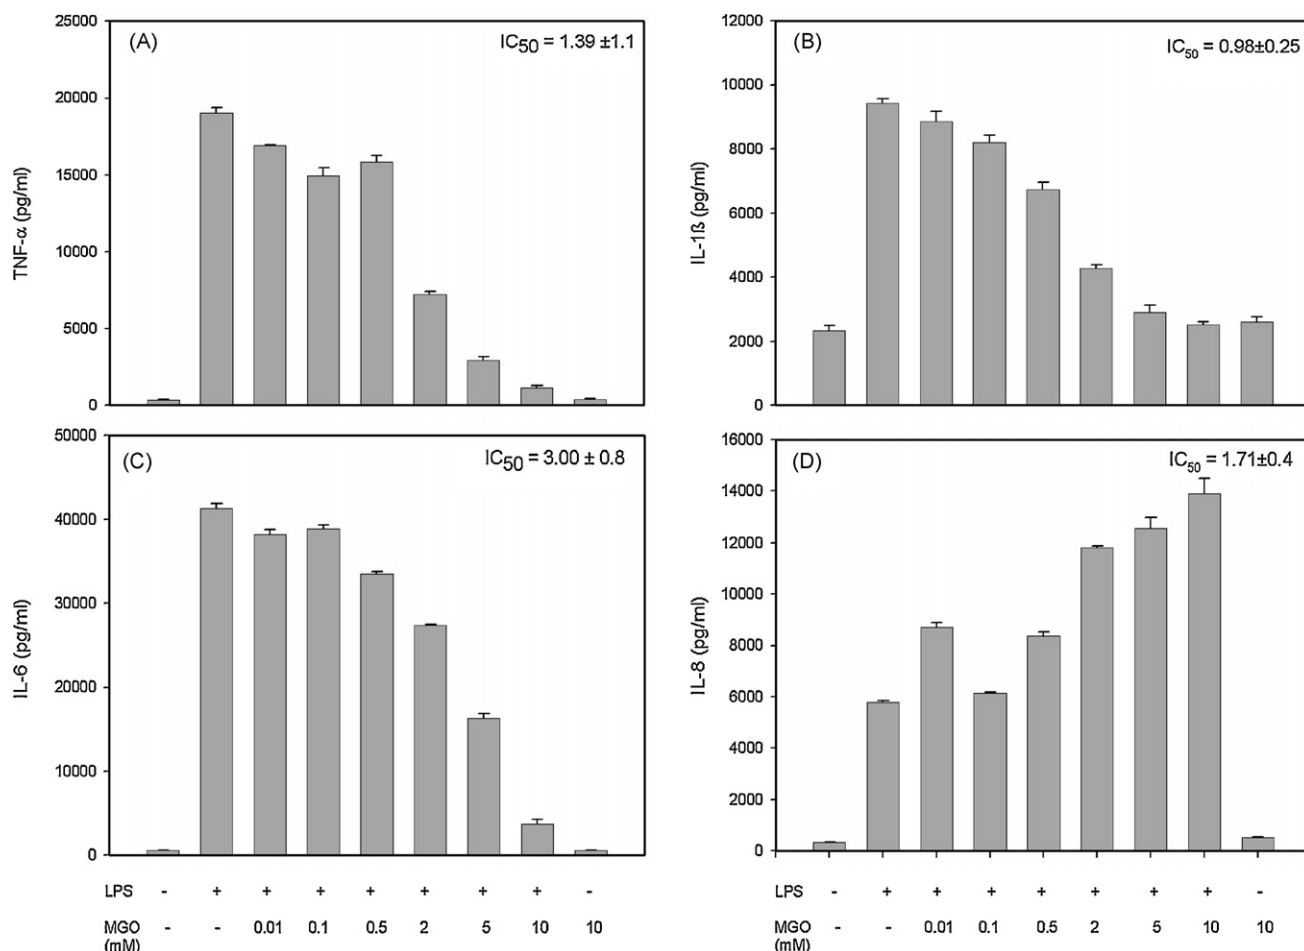 (A)
IC50 = 1.39 ±1.1
TNF-α (pg/ml)
25000
20000
15000
10000
5000
0
(B)
IC50 = 0.98±0.25
IL-1ß (pg/ml)
12000
10000
8000
6000
4000
2000
0
(C)
IC50 = 3.00 ± 0.8
IL-6 (pg/ml)
50000
40000
30000
20000
10000
0
(D)
IC50 = 1.71±0.4
IL-8 (pg/ml)
16000
14000
12000
10000
8000
6000
4000
2000
0
LPS - + + + + + + + - - + + + + + + + -
MGO - - 0.01 0.1 0.5 2 5 10 10 - - 0.01 0.1 0.5 2 5 10 10
(mM)